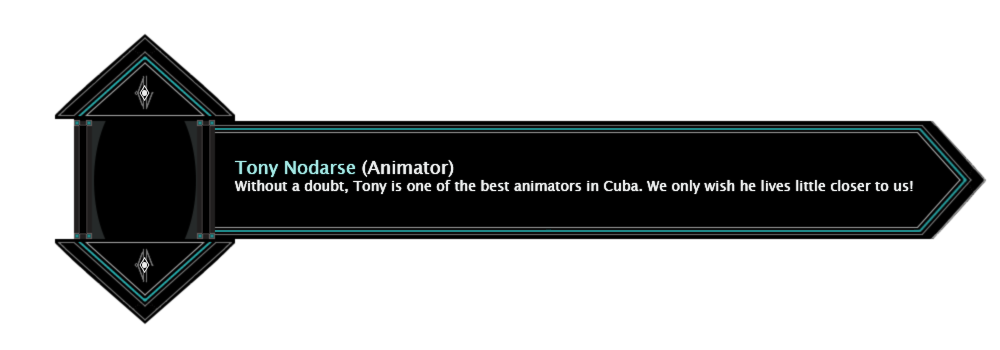 Tony Nodarse (Animator)
Without a doubt, Tony is one of the best animators in Cuba. We only wish he lives little closer to us!